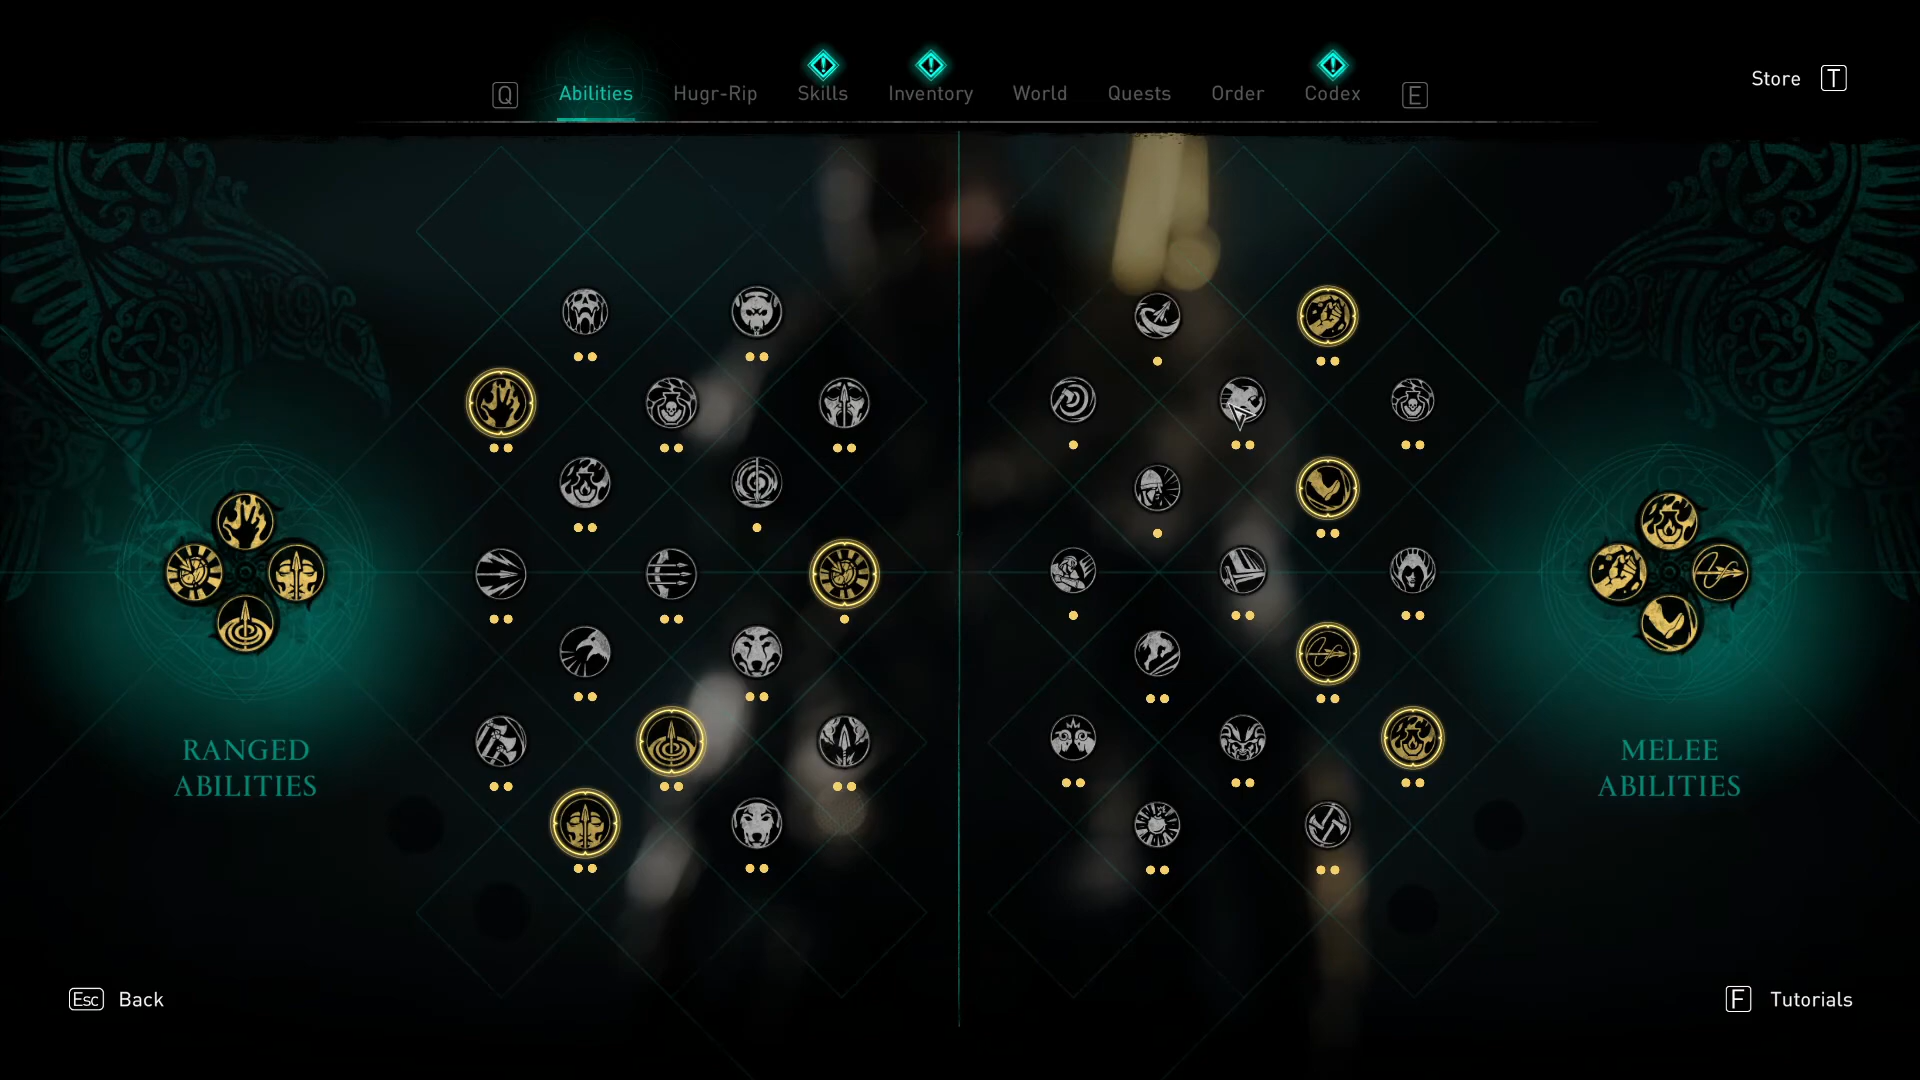 Q
Abilities
Hugr-Rip
Skills
Inventory
World
Quests
Order
Codex
E
Store T
RANGED
ABILITIES
MELEE
ABILITIES
Esc Back
F Tutorials